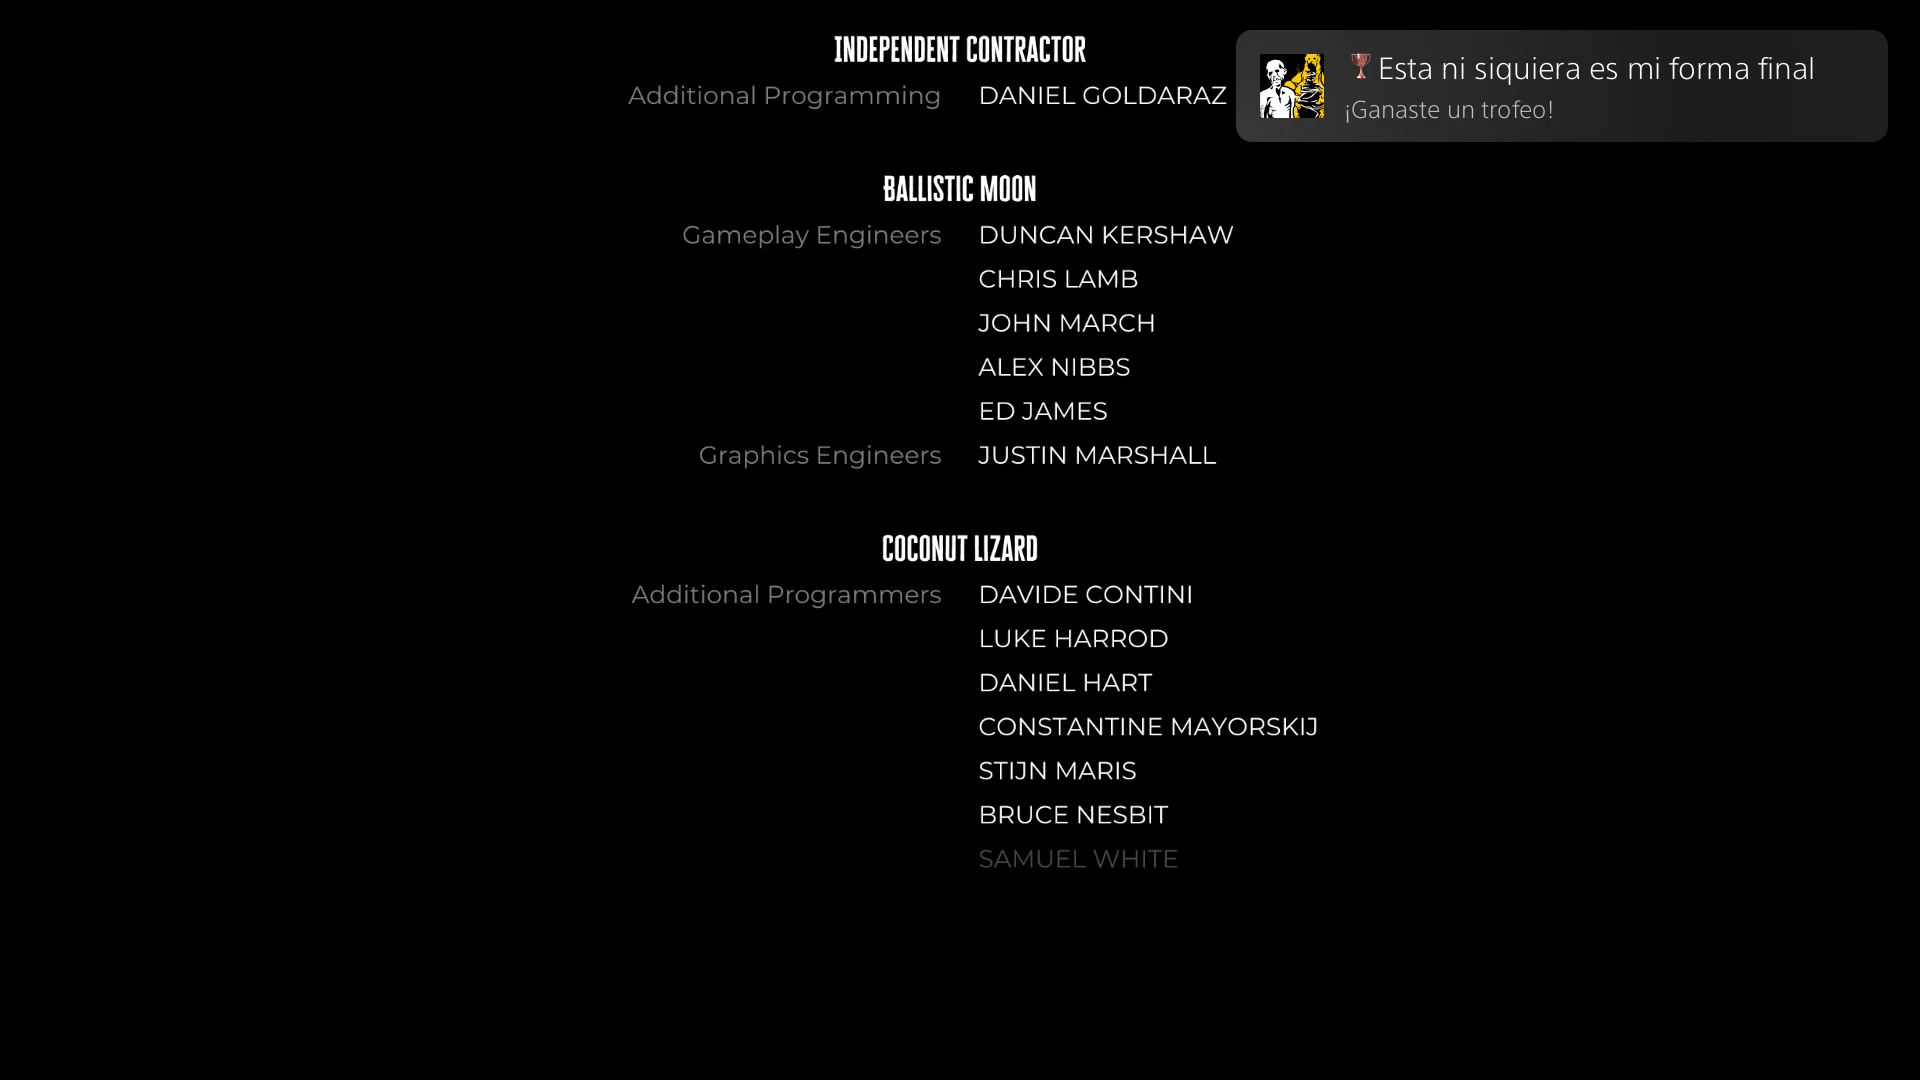 INDEPENDENT CONTRACTOR
Additional Programming DANIEL GOLDARAZ
Esta ni siquiera es mi forma final
¡Ganaste un trofeo!
BALLISTIC MOON
Gameplay Engineers DUNCAN KERSHAW
CHRIS LAMB
JOHN MARCH
ALEX NIBBS
ED JAMES
Graphics Engineers JUSTIN MARSHALL
COCONUT LIZARD
Additional Programmers DAVIDE CONTINI
LUKE HARROD
DANIEL HART
CONSTANTINE MAYORSKIJ
STIJN MARIS
BRUCE NESBIT
SAMUEL WHITE